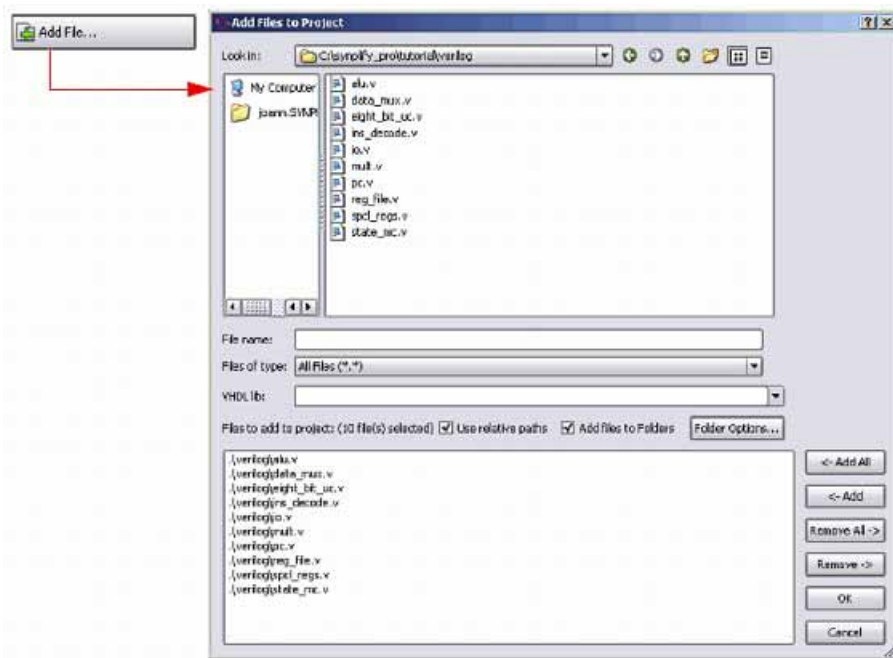 Add File...
Add Files to Project
Look in: C:\synplify_pro\tutorial\verilog
My Computer
joann.SYNP
alu.v
data_mux.v
eight_bit_uc.v
ins_decode.v
io.v
mult.v
pc.v
reg_file.v
spcl_regs.v
state_mc.v
File name:
Files of type: All Files (*.*)
VHDL lib:
Files to add to project: (10 file(s) selected) Use relative paths Add files to Folders Folder Options...
.\verilog\alu.v
.\verilog\data_mux.v
.\verilog\eight_bit_uc.v
.\verilog\ins_decode.v
.\verilog\io.v
.\verilog\mult.v
.\verilog\pc.v
.\verilog\reg_file.v
.\verilog\spcl_regs.v
.\verilog\state_mc.v
<- Add All
<- Add
Remove All ->
Remove ->
OK
Cancel